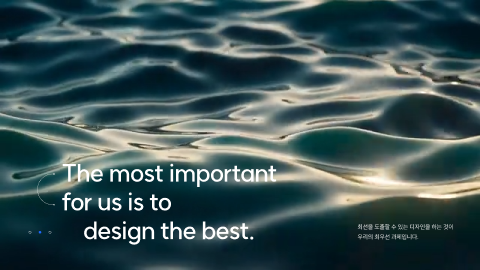 The most important
for us is to
design the best.
최선을 도출할 수 있는 디자인을 하는 것이
우리의 최우선 과제입니다.